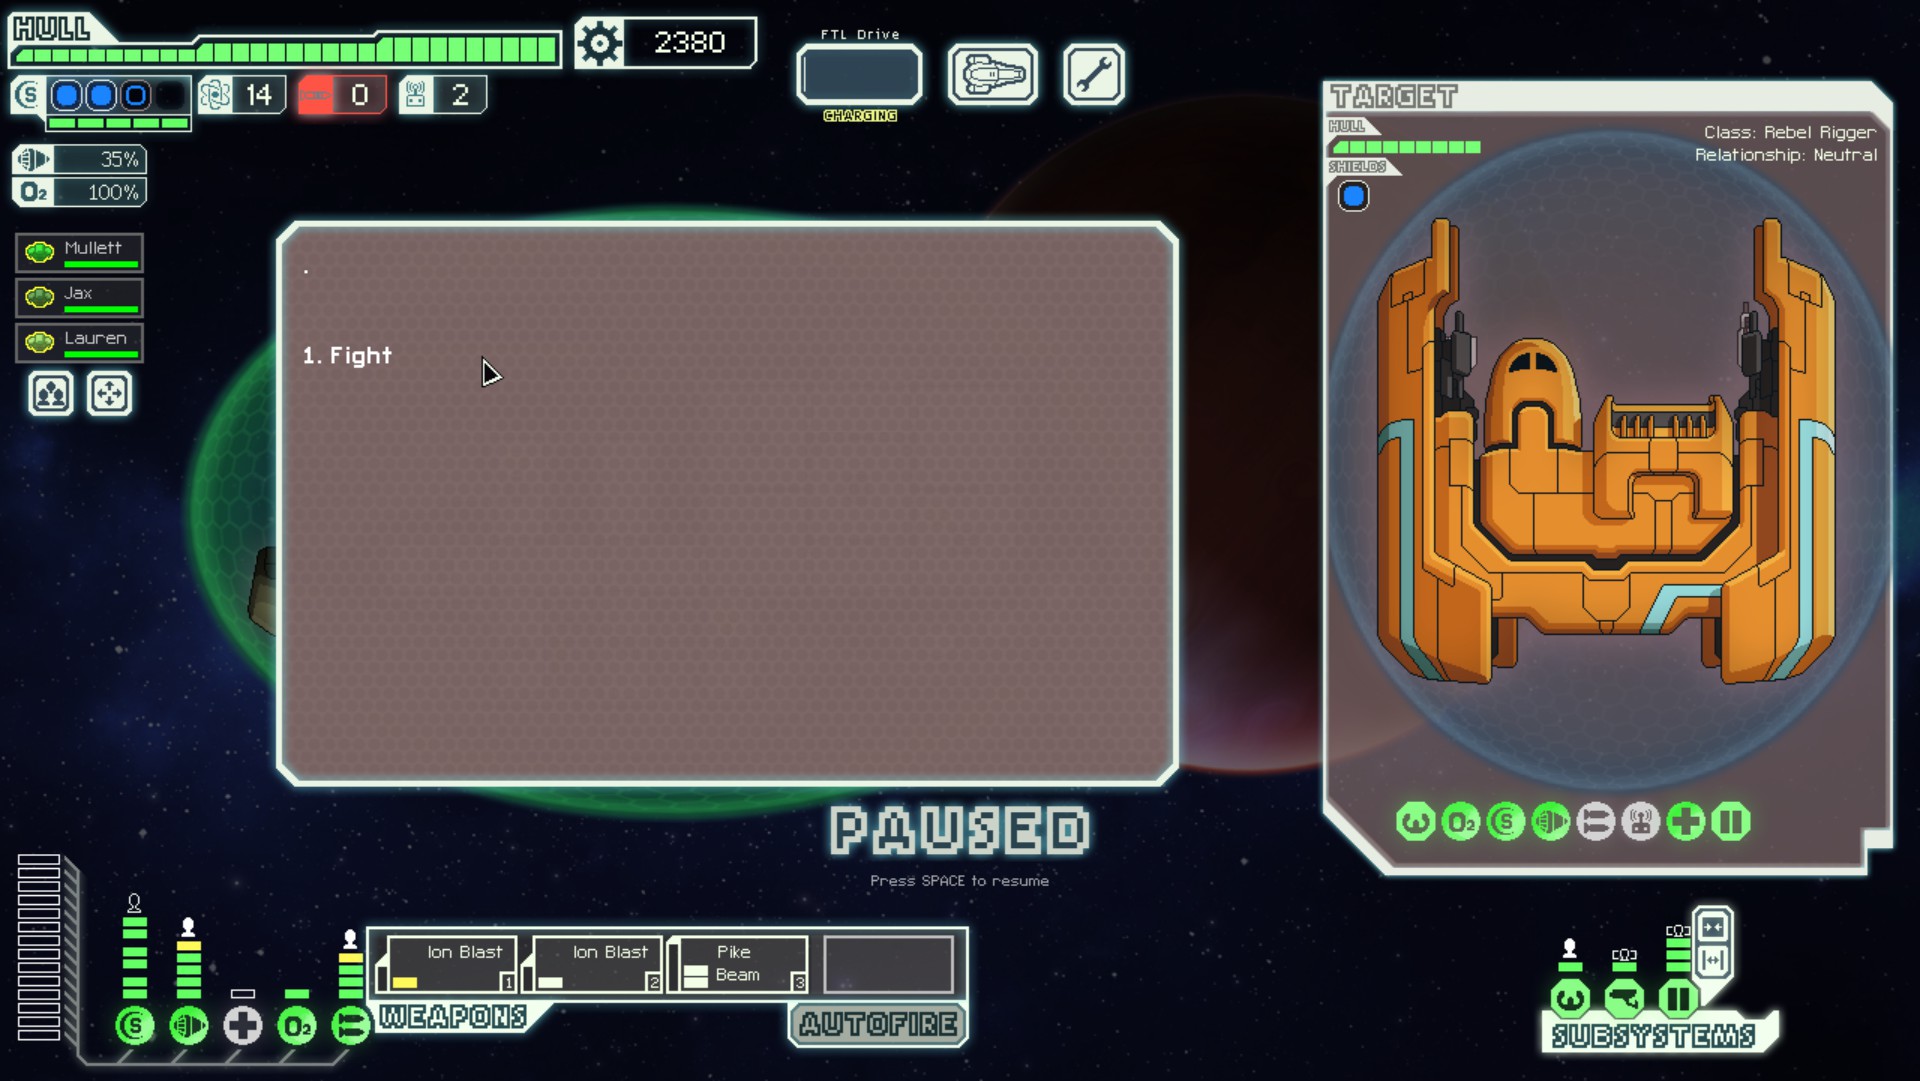 HULL
2380
FTL Drive
CHARGING
14
0
2
35%
O2 100%
Mullett
Jax
Lauren
.
1. Fight
TARGET
HULL
Class: Rebel Rigger
Relationship: Neutral
SHIELDS
PAUSED
Press SPACE to resume
Ion Blast 1
Ion Blast 2
Pike
Beam 3
WEAPONS
AUTOFIRE
SUBSYSTEMS
S
O2
O2
S